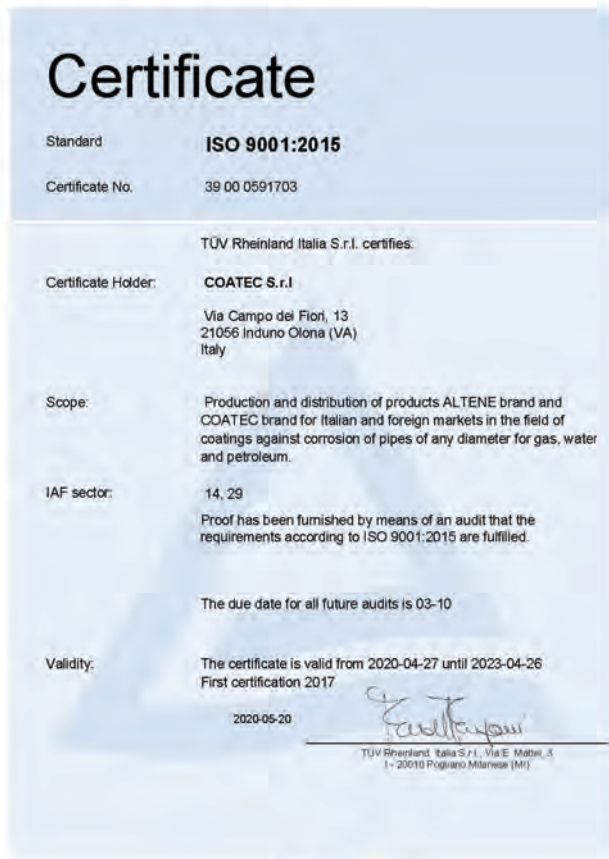 Certificate
Standard ISO 9001:2015
Certificate No. 39 00 0591703
TÜV Rheinland Italia S.r.l. certifies:
Certificate Holder: COATEC S.r.l
Via Campo dei Fiori, 13
21056 Induno Olona (VA)
Italy
Scope: Production and distribution of products ALTENE brand and
COATEC brand for Italian and foreign markets in the field of
coatings against corrosion of pipes of any diameter for gas, water
and petroleum.
IAF sector: 14, 29
Proof has been furnished by means of an audit that the
requirements according to ISO 9001:2015 are fulfilled.
The due date for all future audits is 03-10
Validity: The certificate is valid from 2020-04-27 until 2023-04-26
First certification 2017
2020-05-20
TÜV Rheinland Italia S.r.l., Via E. Mattei, 3
I - 20010 Pogliano Milanese (MI)